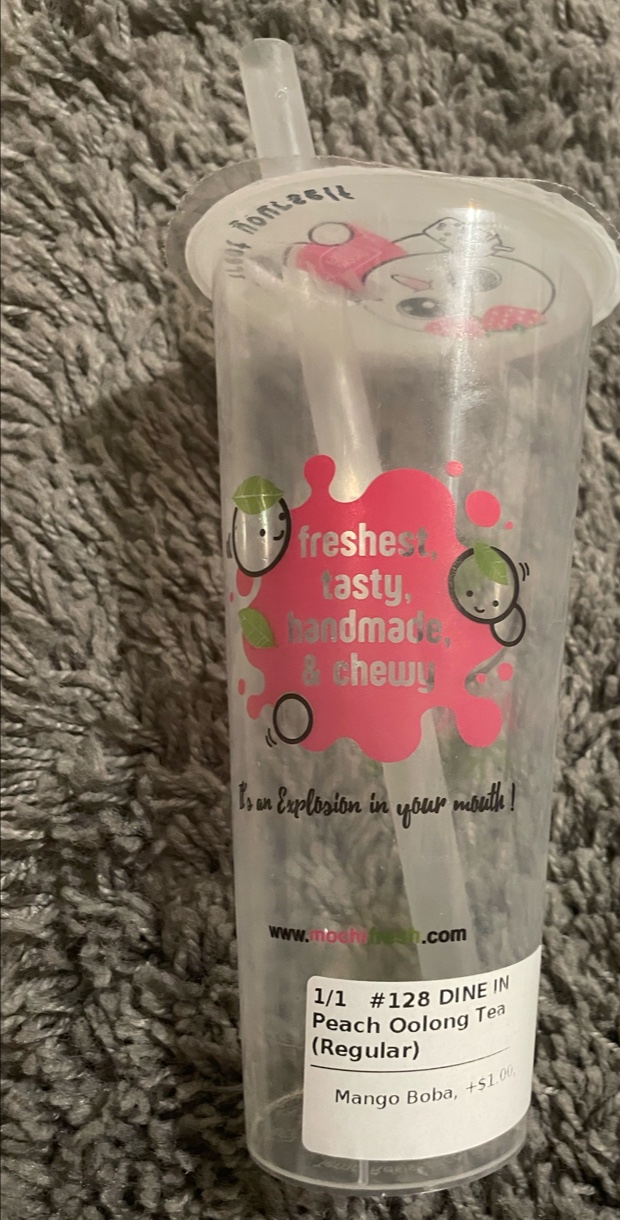 freshest,
tasty,
handmade,
& chewy
It's an Explosion in your mouth!
www.mochifresh.com
1/1 #128 DINE IN
Peach Oolong Tea
(Regular)
Mango Boba, +$1.00,